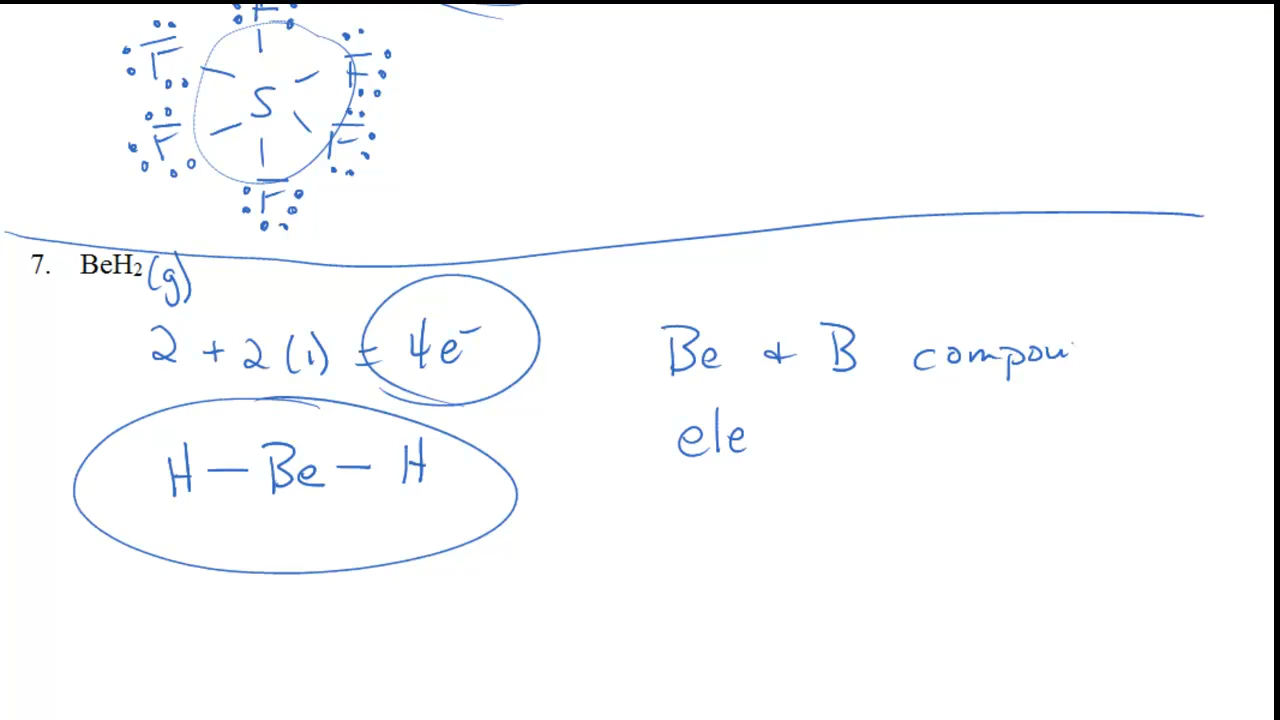 F
F F
S
F F
F
7. BeH₂(g)
2 + 2(1) = 4e⁻
Be + B compou
H — Be — H
ele